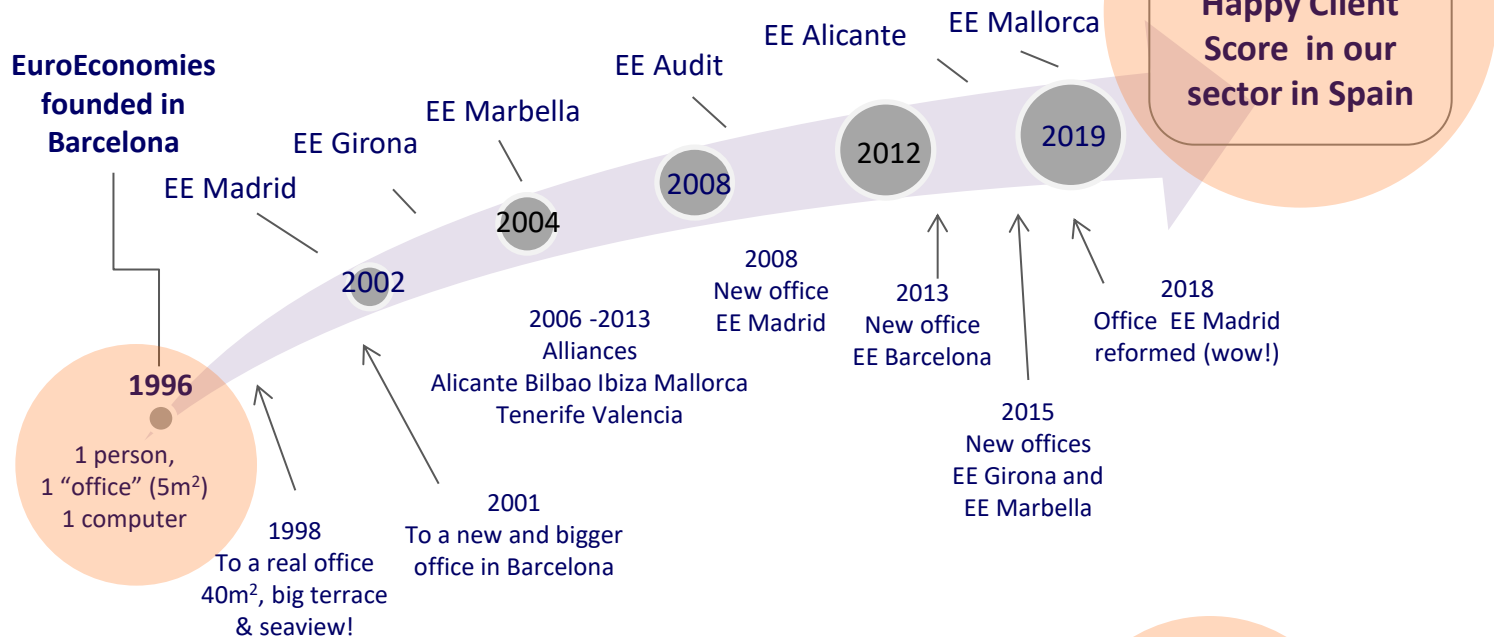 Happy Client
Score in our
sector in Spain
EuroEconomies
founded in
Barcelona
EE Madrid
EE Girona
EE Marbella
EE Audit
EE Alicante
EE Mallorca
1996
2002
2004
2008
2012
2019
1 person,
1 “office” (5m²)
1 computer
1998
To a real office
40m², big terrace
& seaview!
2001
To a new and bigger
office in Barcelona
2006 -2013
Alliances
Alicante Bilbao Ibiza Mallorca
Tenerife Valencia
2008
New office
EE Madrid
2013
New office
EE Barcelona
2015
New offices
EE Girona and
EE Marbella
2018
Office EE Madrid
reformed (wow!)